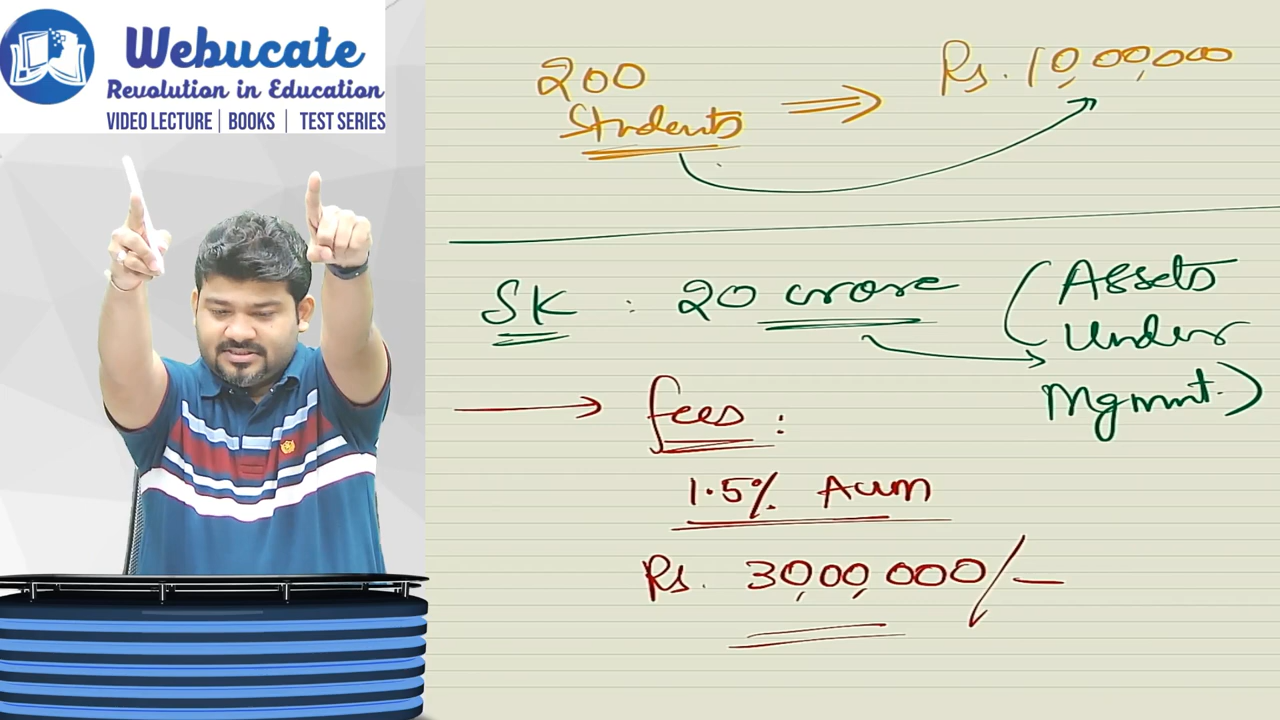 Webucate
Revolution in Education
VIDEO LECTURE | BOOKS | TEST SERIES
200
Students ⇒ Rs. 10,00,000
SK : 20 crore (Assets
Under
Mgmnt.)
→ fees :
1.5% AUM
Rs. 30,00,000/-